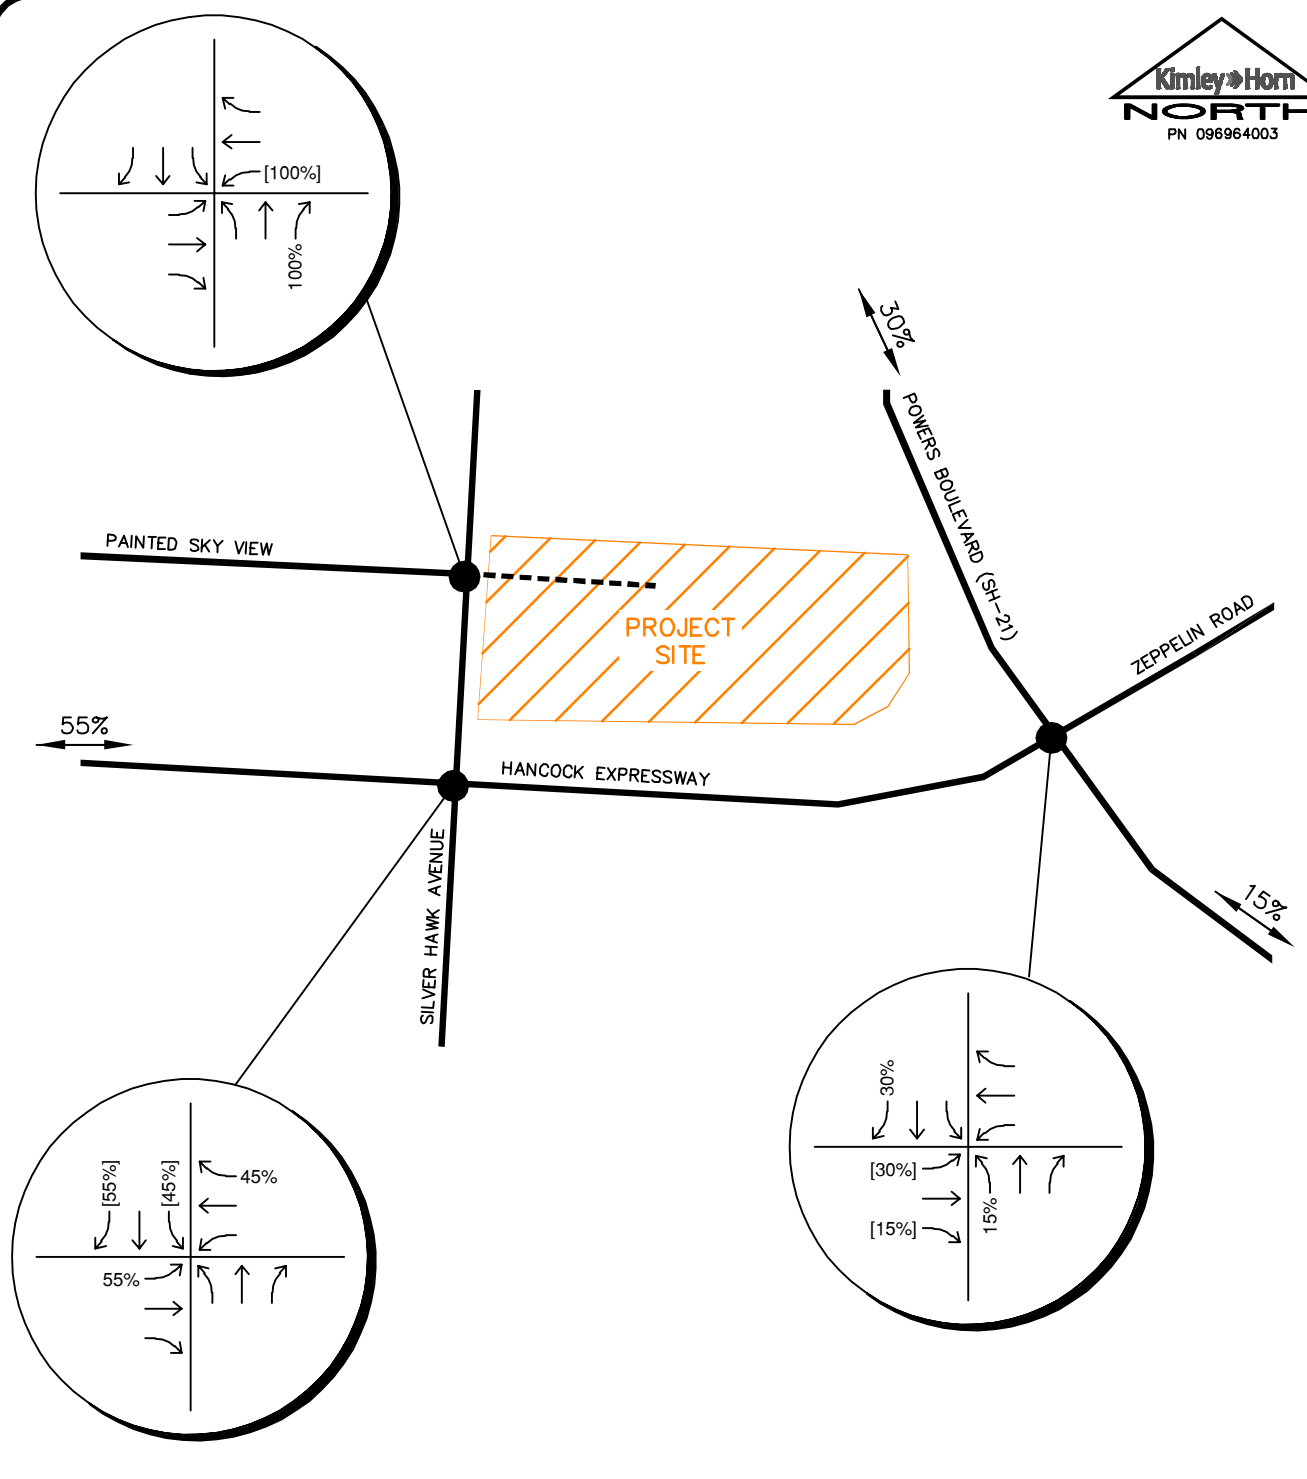 Kimley»Horn
NORTH
PN 096964003
[100%]
100%
30%
POWERS BOULEVARD (SH-21)
PAINTED SKY VIEW
PROJECT
SITE
ZEPPELIN ROAD
55%
HANCOCK EXPRESSWAY
SILVER HAWK AVENUE
15%
[55%]
[45%]
45%
55%
30%
[30%]
[15%]
15%